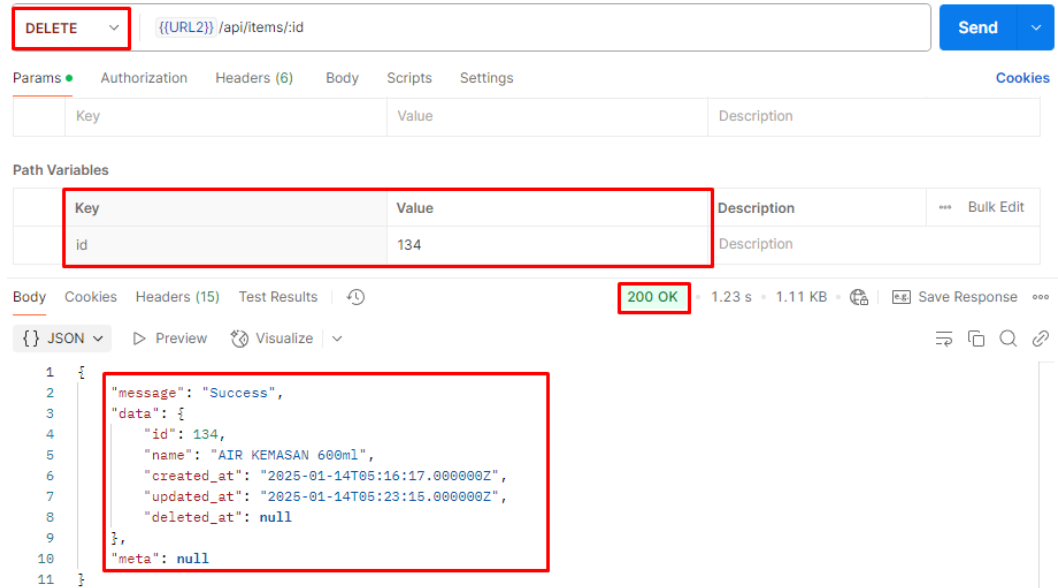 DELETE {{URL2}} /api/items/:id Send
Params Authorization Headers (6) Body Scripts Settings Cookies
Key Value Description
Path Variables
Key Value Description Bulk Edit
id 134 Description
Body Cookies Headers (15) Test Results 200 OK 1.23 s 1.11 KB e.g. Save Response
{} JSON Preview Visualize
1 {
2 "message": "Success",
3 "data": {
4 "id": 134,
5 "name": "AIR KEMASAN 600ml",
6 "created_at": "2025-01-14T05:16:17.000000Z",
7 "updated_at": "2025-01-14T05:23:15.000000Z",
8 "deleted_at": null
9 },
10 "meta": null
11 }